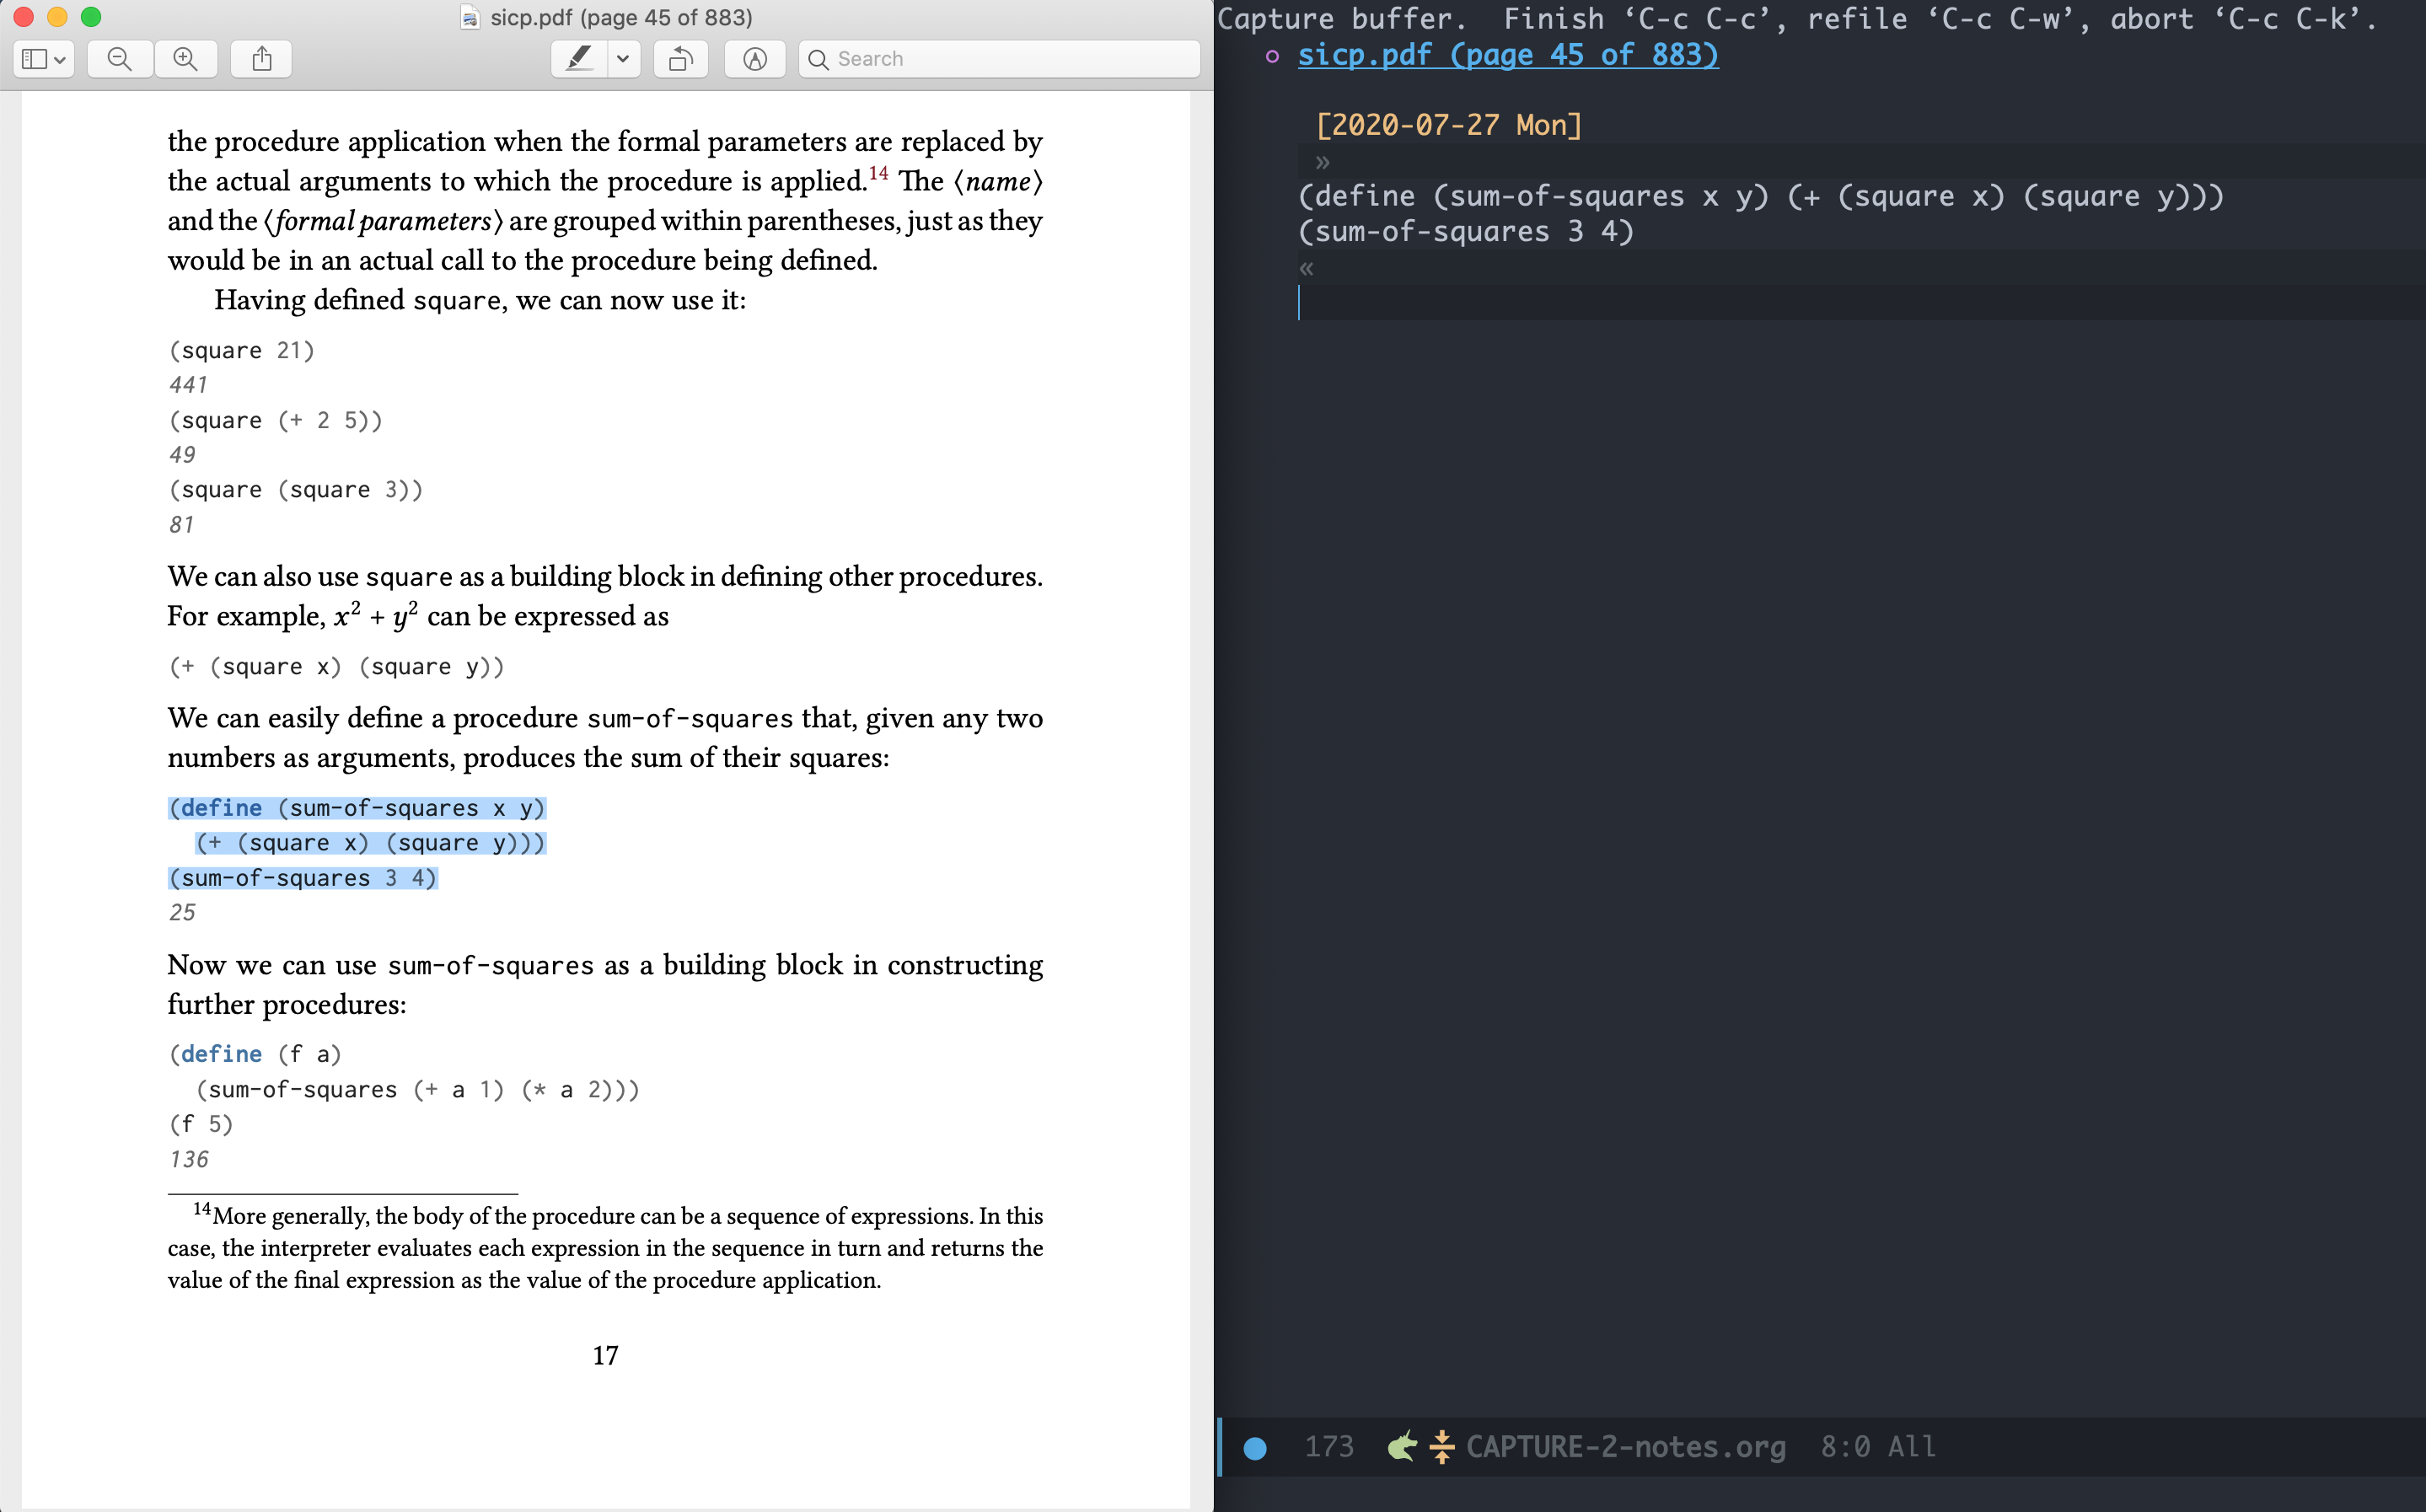 sicp.pdf (page 45 of 883)
Search
the procedure application when the formal parameters are replaced by
the actual arguments to which the procedure is applied.14 The ⟨name⟩
and the ⟨formal parameters⟩ are grouped within parentheses, just as they
would be in an actual call to the procedure being defined.
Having defined square, we can now use it:
(square 21)
441
(square (+ 2 5))
49
(square (square 3))
81
We can also use square as a building block in defining other procedures.
For example, x² + y² can be expressed as
(+ (square x) (square y))
We can easily define a procedure sum-of-squares that, given any two
numbers as arguments, produces the sum of their squares:
(define (sum-of-squares x y)
(+ (square x) (square y)))
(sum-of-squares 3 4)
25
Now we can use sum-of-squares as a building block in constructing
further procedures:
(define (f a)
(sum-of-squares (+ a 1) (* a 2)))
(f 5)
136
14More generally, the body of the procedure can be a sequence of expressions. In this
case, the interpreter evaluates each expression in the sequence in turn and returns the
value of the final expression as the value of the procedure application.
17
Capture buffer.  Finish ‘C-c C-c’, refile ‘C-c C-w’, abort ‘C-c C-k’.
sicp.pdf (page 45 of 883)
[2020-07-27 Mon]
»
(define (sum-of-squares x y) (+ (square x) (square y)))
(sum-of-squares 3 4)
«
173 CAPTURE-2-notes.org 8:0 All